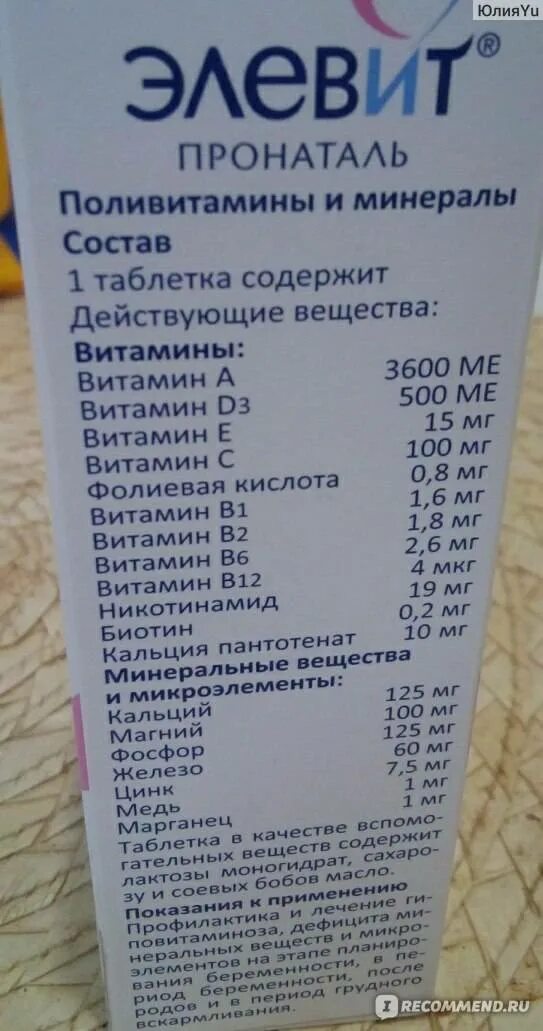 ЮлияYu
элевит®
ПРОНАТАЛЬ
Поливитамины и минералы
Состав
1 таблетка содержит
Действующие вещества:
Витамины:
Витамин А 3600 МЕ
Витамин D3 500 МЕ
Витамин Е 15 мг
Витамин С 100 мг
Фолиевая кислота 0,8 мг
Витамин В1 1,6 мг
Витамин В2 1,8 мг
Витамин В6 2,6 мг
Витамин В12 4 мкг
Никотинамид 19 мг
Биотин 0,2 мг
Кальция пантотенат 10 мг
Минеральные вещества
и микроэлементы:
Кальций 125 мг
Магний 100 мг
Фосфор 125 мг
Железо 60 мг
Цинк 7,5 мг
Медь 1 мг
Марганец 1 мг
Таблетка в качестве вспомо-
гательных веществ содержит
лактозы моногидрат, сахаро-
зу и соевых бобов масло.
Показания к применению
Профилактика и лечение ги-
повитаминоза, дефицита ми-
неральных веществ и микро-
элементов на этапе планиро-
вания беременности, в пе-
риод беременности, после
родов и в период грудного
вскармливания.
IRECOMMEND.RU